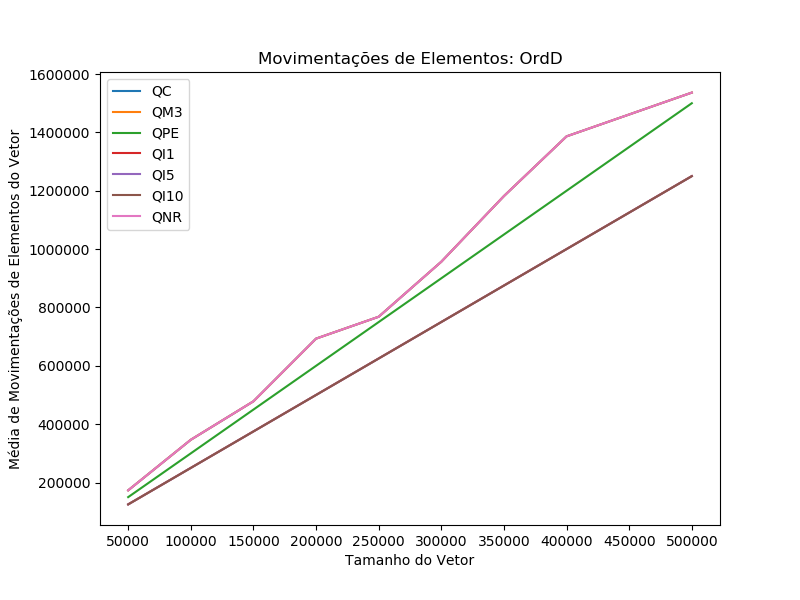 Movimentações de Elementos: OrdD
Média de Movimentações de Elementos do Vetor
1600000
1400000
1200000
1000000
800000
600000
400000
200000
QC
QM3
QPE
QI1
QI5
QI10
QNR
50000 100000 150000 200000 250000 300000 350000 400000 450000 500000
Tamanho do Vetor